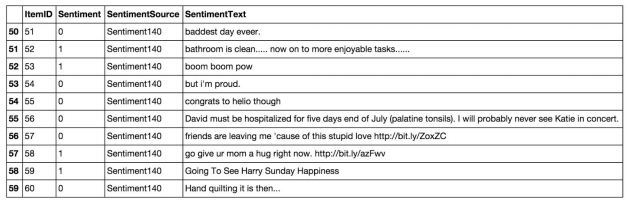 ItemID Sentiment SentimentSource SentimentText
50 51 0 Sentiment140 baddest day eveer.
51 52 1 Sentiment140 bathroom is clean..... now on to more enjoyable tasks......
52 53 1 Sentiment140 boom boom pow
53 54 0 Sentiment140 but i'm proud.
54 55 0 Sentiment140 congrats to helio though
55 56 0 Sentiment140 David must be hospitalized for five days end of July (palatine tonsils). I will probably never see Katie in concert.
56 57 0 Sentiment140 friends are leaving me 'cause of this stupid love http://bit.ly/ZoxZC
57 58 1 Sentiment140 go give ur mom a hug right now. http://bit.ly/azFwv
58 59 1 Sentiment140 Going To See Harry Sunday Happiness
59 60 0 Sentiment140 Hand quilting it is then...